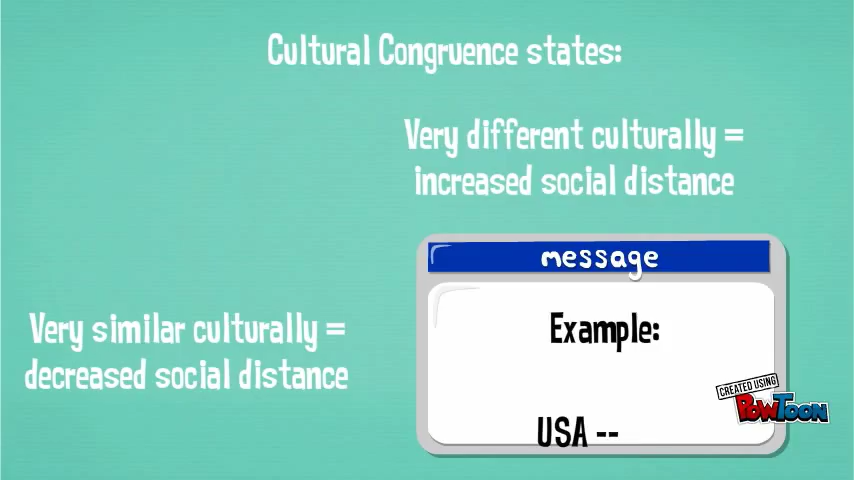 Cultural Congruence states:
Very different culturally =
increased social distance
message
Example:
USA --
Very similar culturally =
decreased social distance
CREATED USING
POWTOON